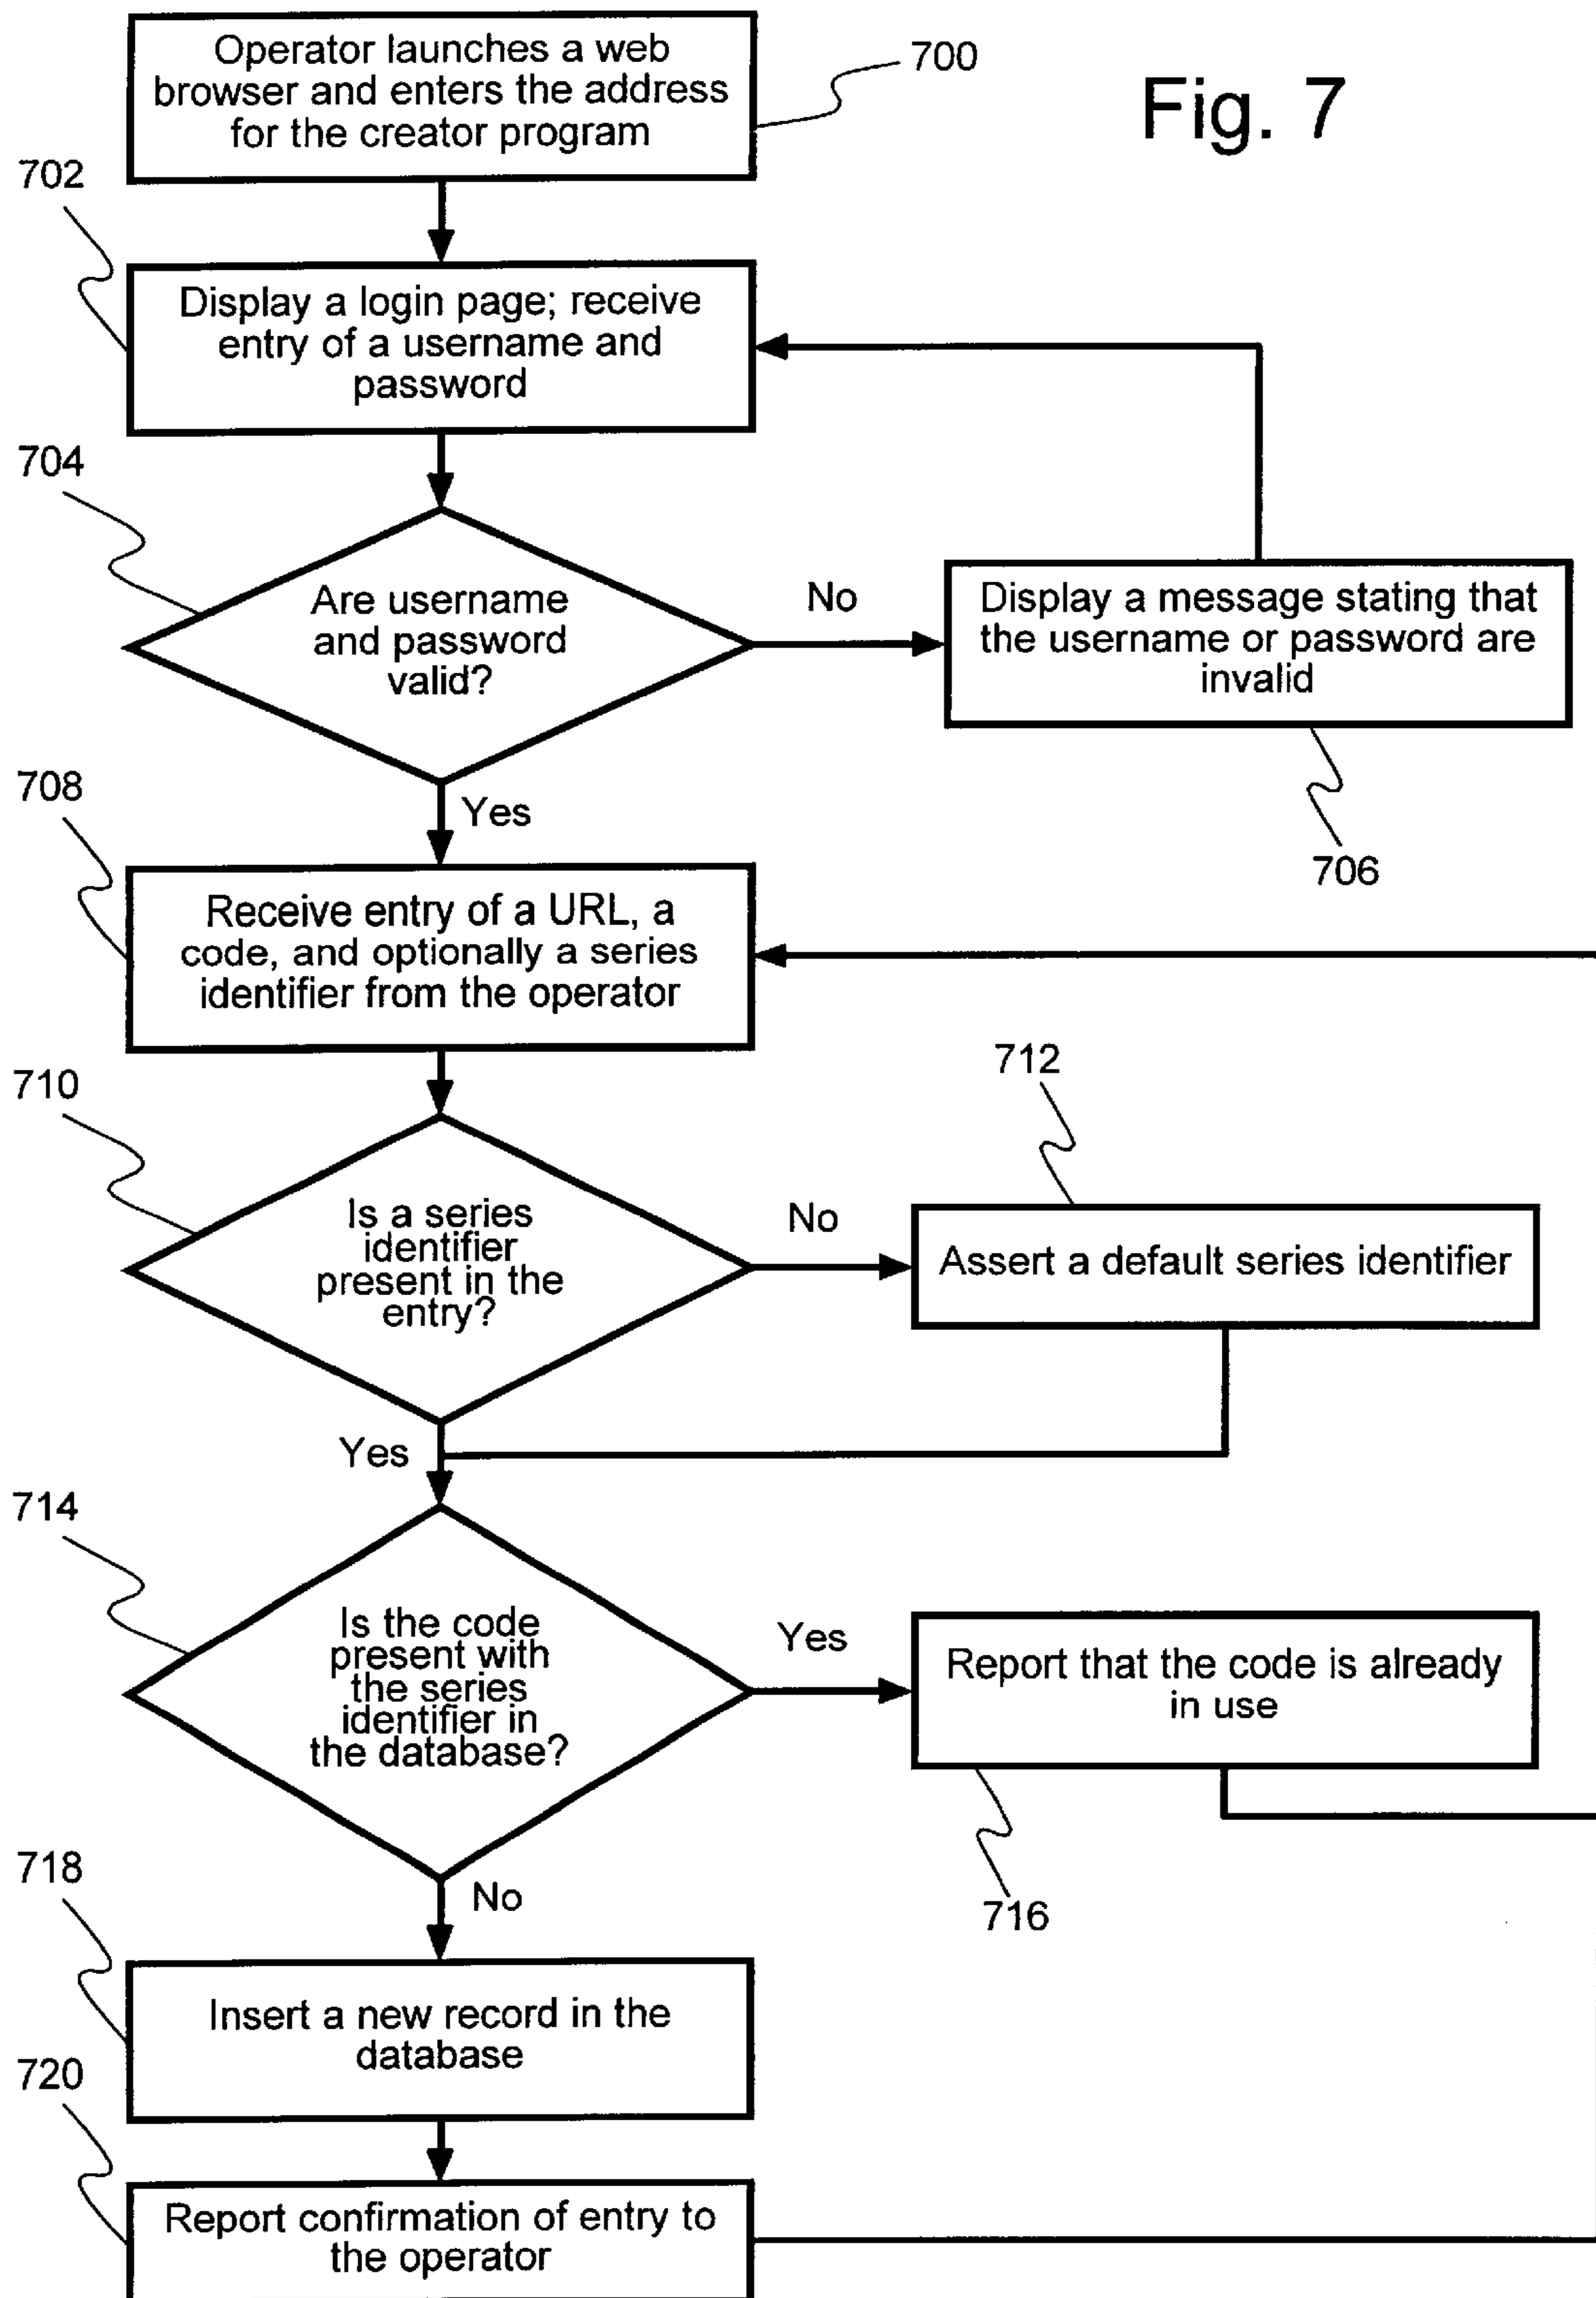 Fig. 7
Operator launches a web
browser and enters the address
for the creator program
700
702
Display a login page; receive
entry of a username and
password
704
Are username
and password
valid?
No
Display a message stating that
the username or password are
invalid
706
Yes
708
Receive entry of a URL, a
code, and optionally a series
identifier from the operator
710
Is a series
identifier
present in the
entry?
No
712
Assert a default series identifier
Yes
714
Is the code
present with
the series
identifier in
the database?
Yes
Report that the code is already
in use
716
No
718
Insert a new record in the
database
720
Report confirmation of entry to
the operator